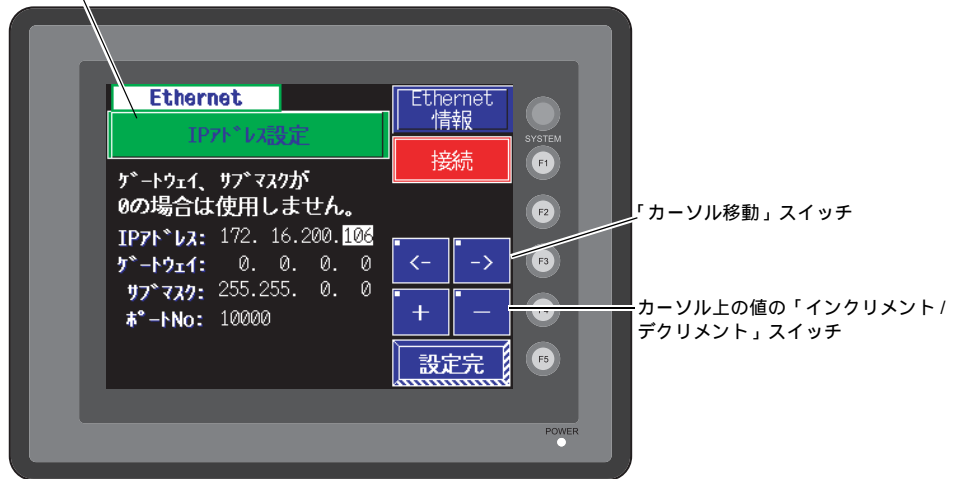 Ethernet
IPｱﾄﾞﾚｽ設定
Ethernet
情報
接続
ｹﾞｰﾄｳｪｲ、ｻﾌﾞﾏｽｸが
0の場合は使用しません。
IPｱﾄﾞﾚｽ: 172. 16.200.106
ｹﾞｰﾄｳｪｲ: 0. 0. 0. 0
ｻﾌﾞﾏｽｸ: 255.255. 0. 0
ﾎﾟｰﾄNo: 10000
<-
->
+
-
設定完
SYSTEM
F1
F2
F3
F4
F5
POWER
「カーソル移動」スイッチ
カーソル上の値の「インクリメント/
デクリメント」スイッチ